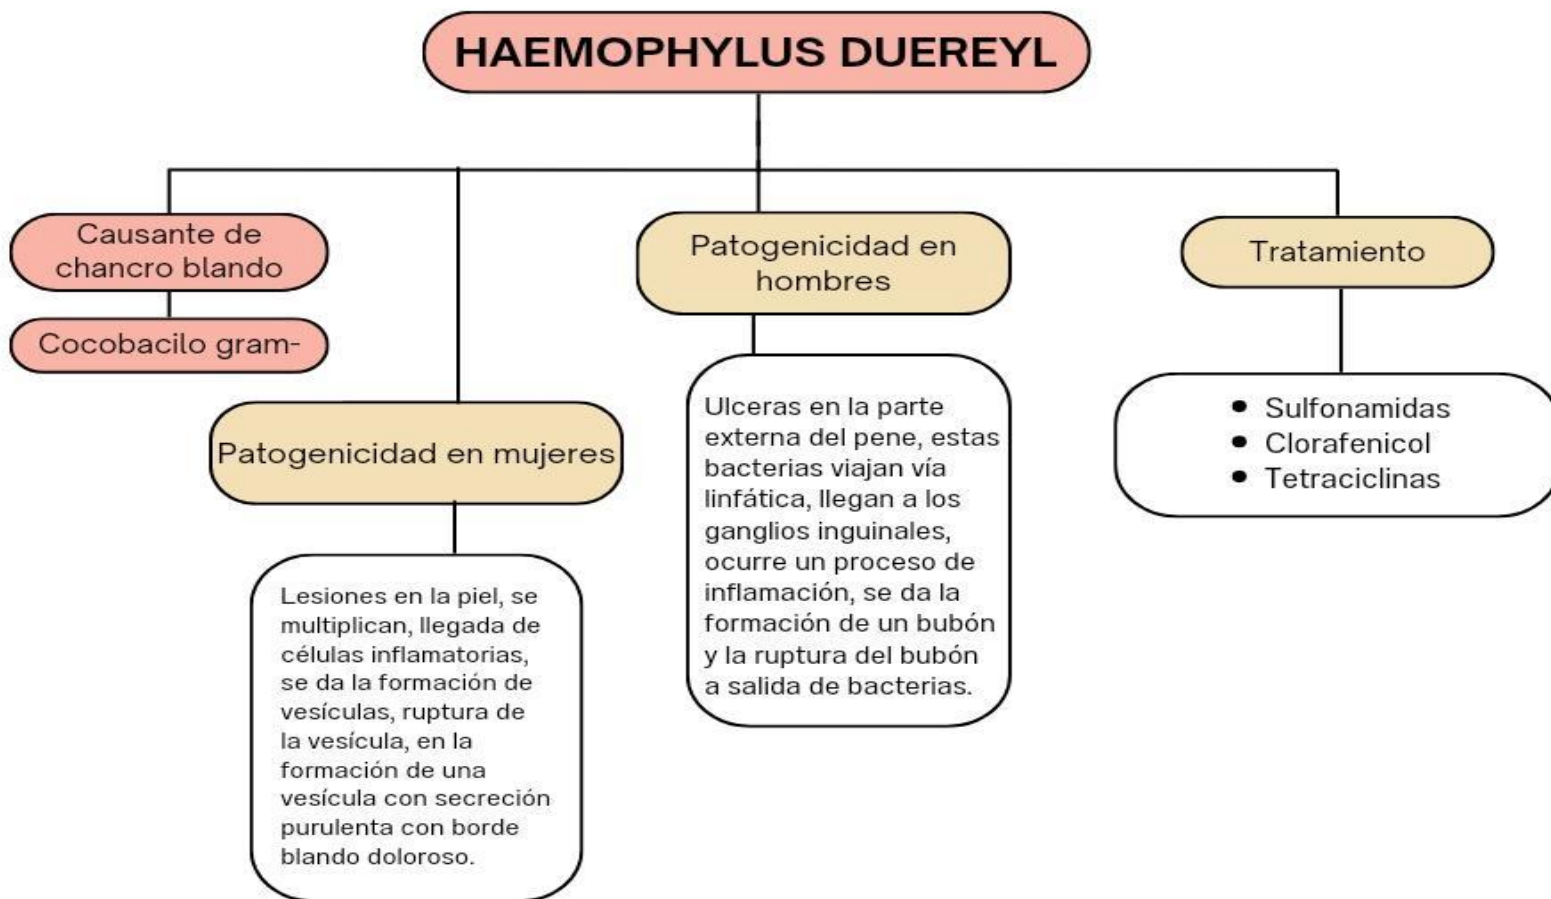 HAEMOPHYLUS DUEREYL
Causante de
chancro blando
Cocobacilo gram-
Patogenicidad en mujeres
Lesiones en la piel, se
multiplican, llegada de
células inflamatorias,
se da la formación de
vesículas, ruptura de
la vesícula, en la
formación de una
vesícula con secreción
purulenta con borde
blando doloroso.
Patogenicidad en
hombres
Ulceras en la parte
externa del pene, estas
bacterias viajan vía
linfática, llegan a los
ganglios inguinales,
ocurre un proceso de
inflamación, se da la
formación de un bubón
y la ruptura del bubón
a salida de bacterias.
Tratamiento
• Sulfonamidas
• Clorafenicol
• Tetraciclinas